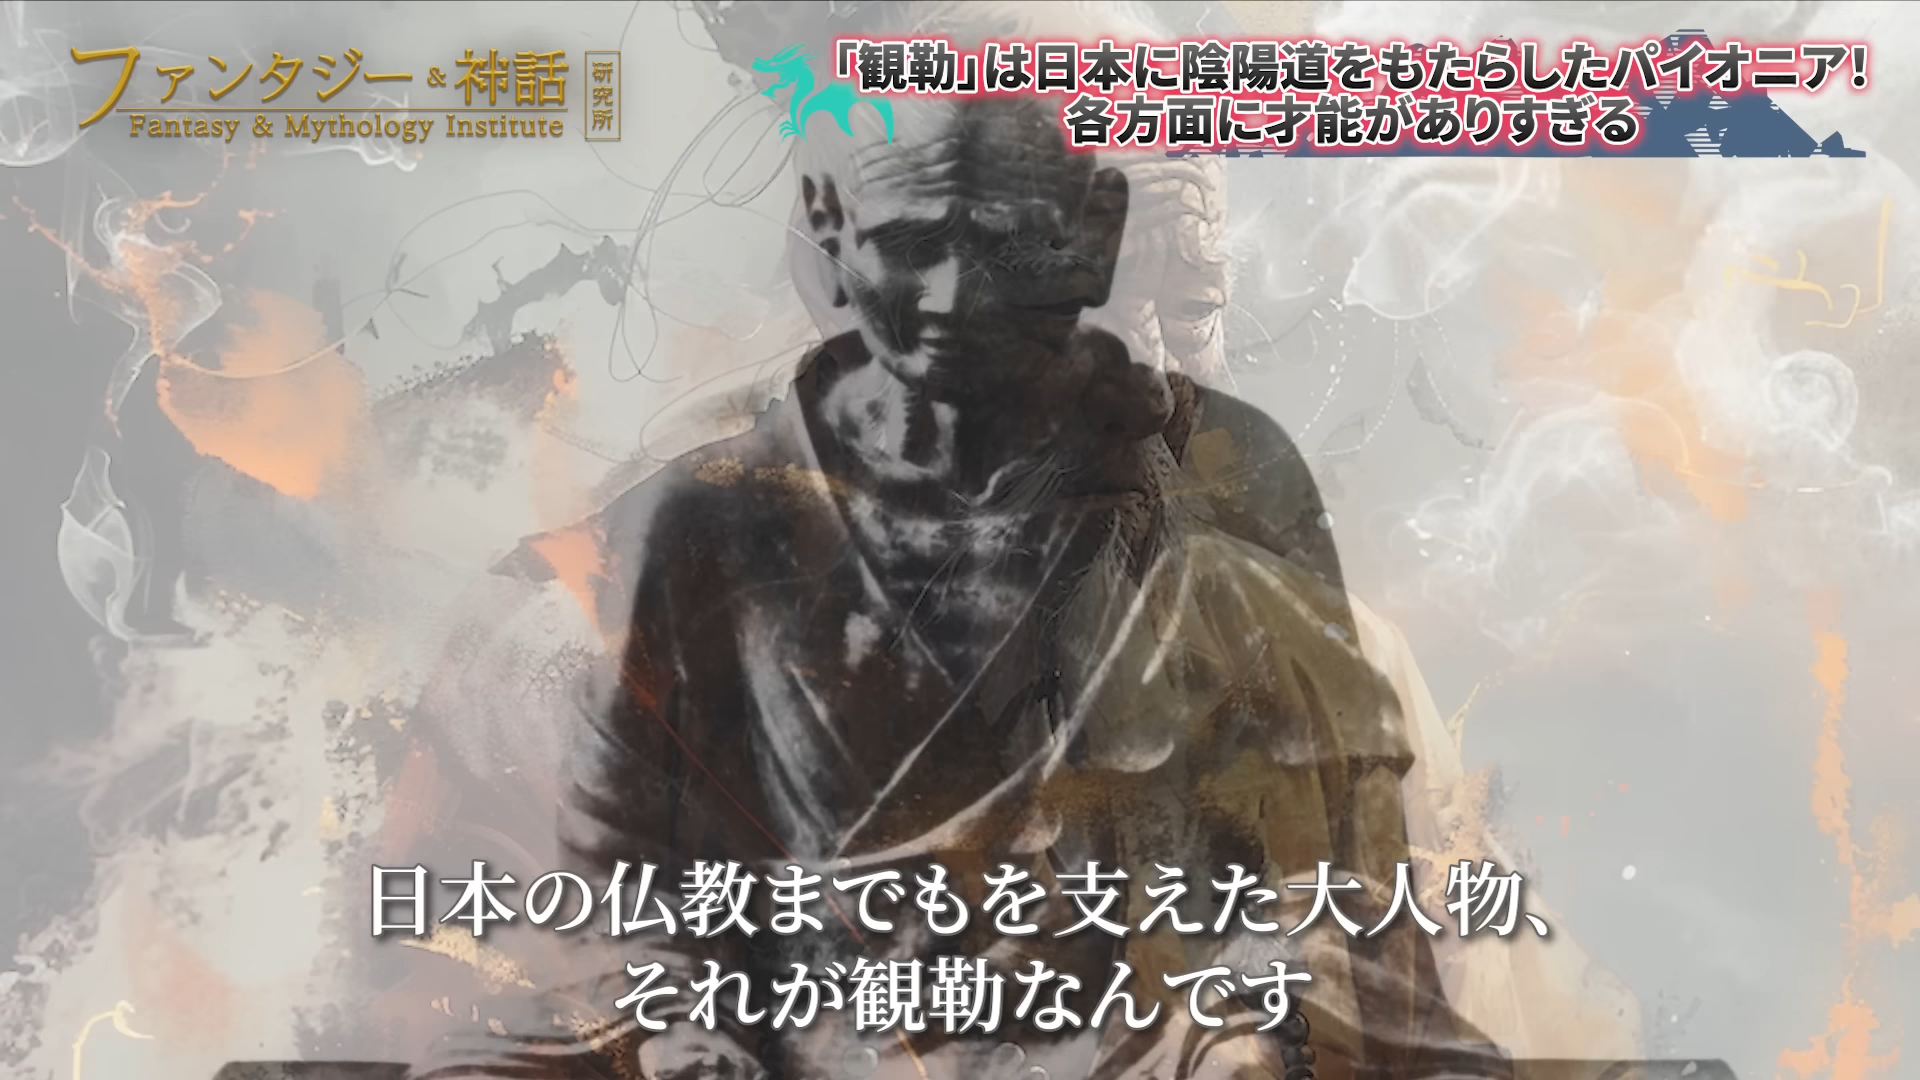 ファンタジー&神話
研究所
Fantasy & Mythology Institute
「観勒」は日本に陰陽道をもたらしたパイオニア!
各方面に才能がありすぎる
日本の仏教までもを支えた大人物、
それが観勒なんです